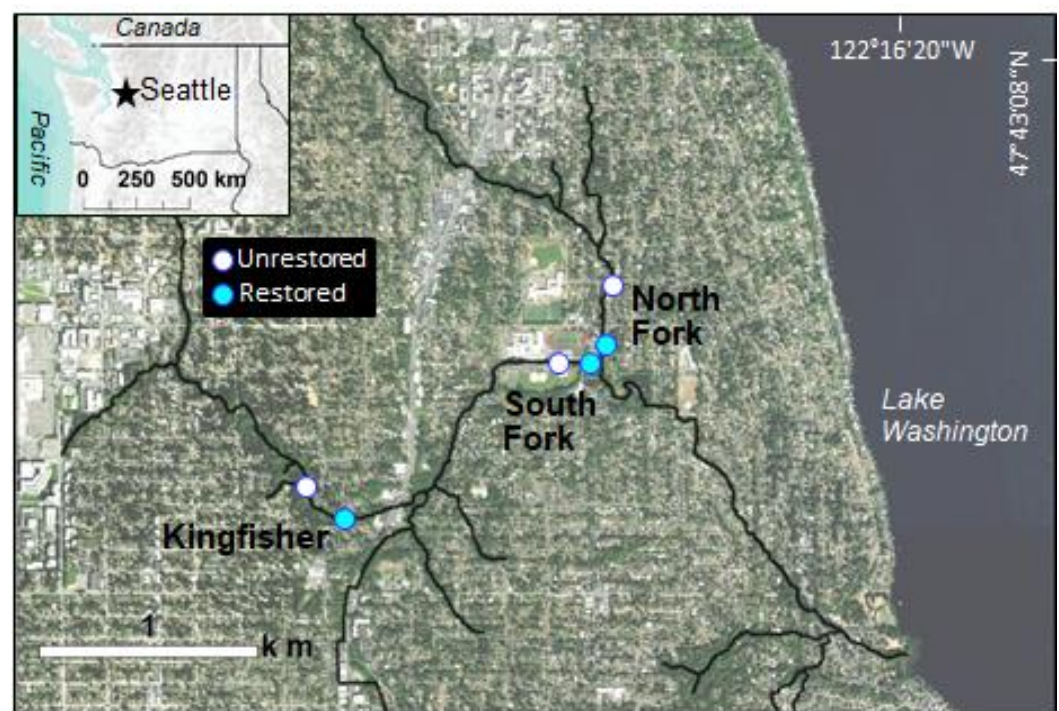 Canada
Seattle
Pacific
0 250 500 km
122°16'20"W
47°43'08"N
Unrestored
Restored
North
Fork
South
Fork
Lake
Washington
Kingfisher
1
k m